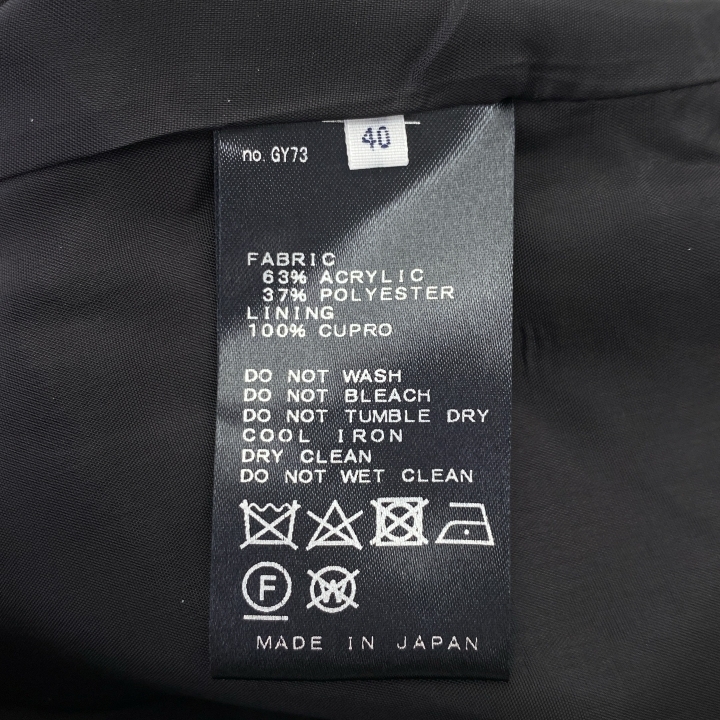 40
no. GY73
FABRIC
63% ACRYLIC
37% POLYESTER
LINING
100% CUPRO
DO NOT WASH
DO NOT BLEACH
DO NOT TUMBLE DRY
COOL IRON
DRY CLEAN
DO NOT WET CLEAN
F W
MADE IN JAPAN